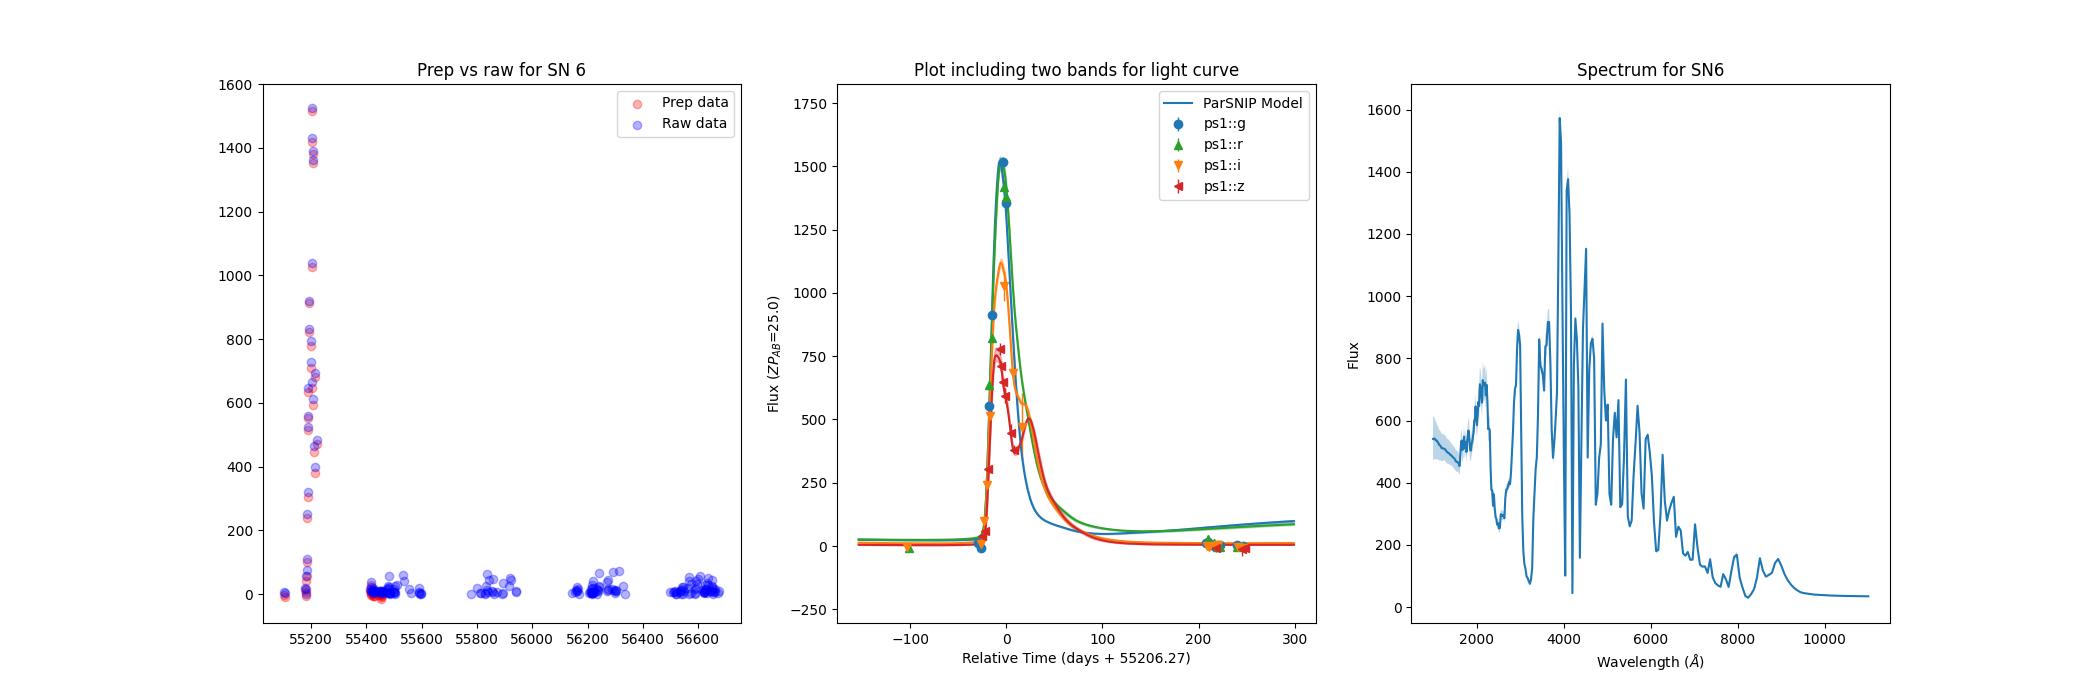 Prep vs raw for SN 6
1600
1400
1200
1000
800
600
400
200
0
55200 55400 55600 55800 56000 56200 56400 56600
Prep data
Raw data
Plot including two bands for light curve
Flux (ZP_AB=25.0)
1750
1500
1250
1000
750
500
250
0
−250
−100 0 100 200 300
Relative Time (days + 55206.27)
ParSNIP Model
ps1::g
ps1::r
ps1::i
ps1::z
Spectrum for SN6
Flux
1600
1400
1200
1000
800
600
400
200
0
2000 4000 6000 8000 10000
Wavelength (Å)